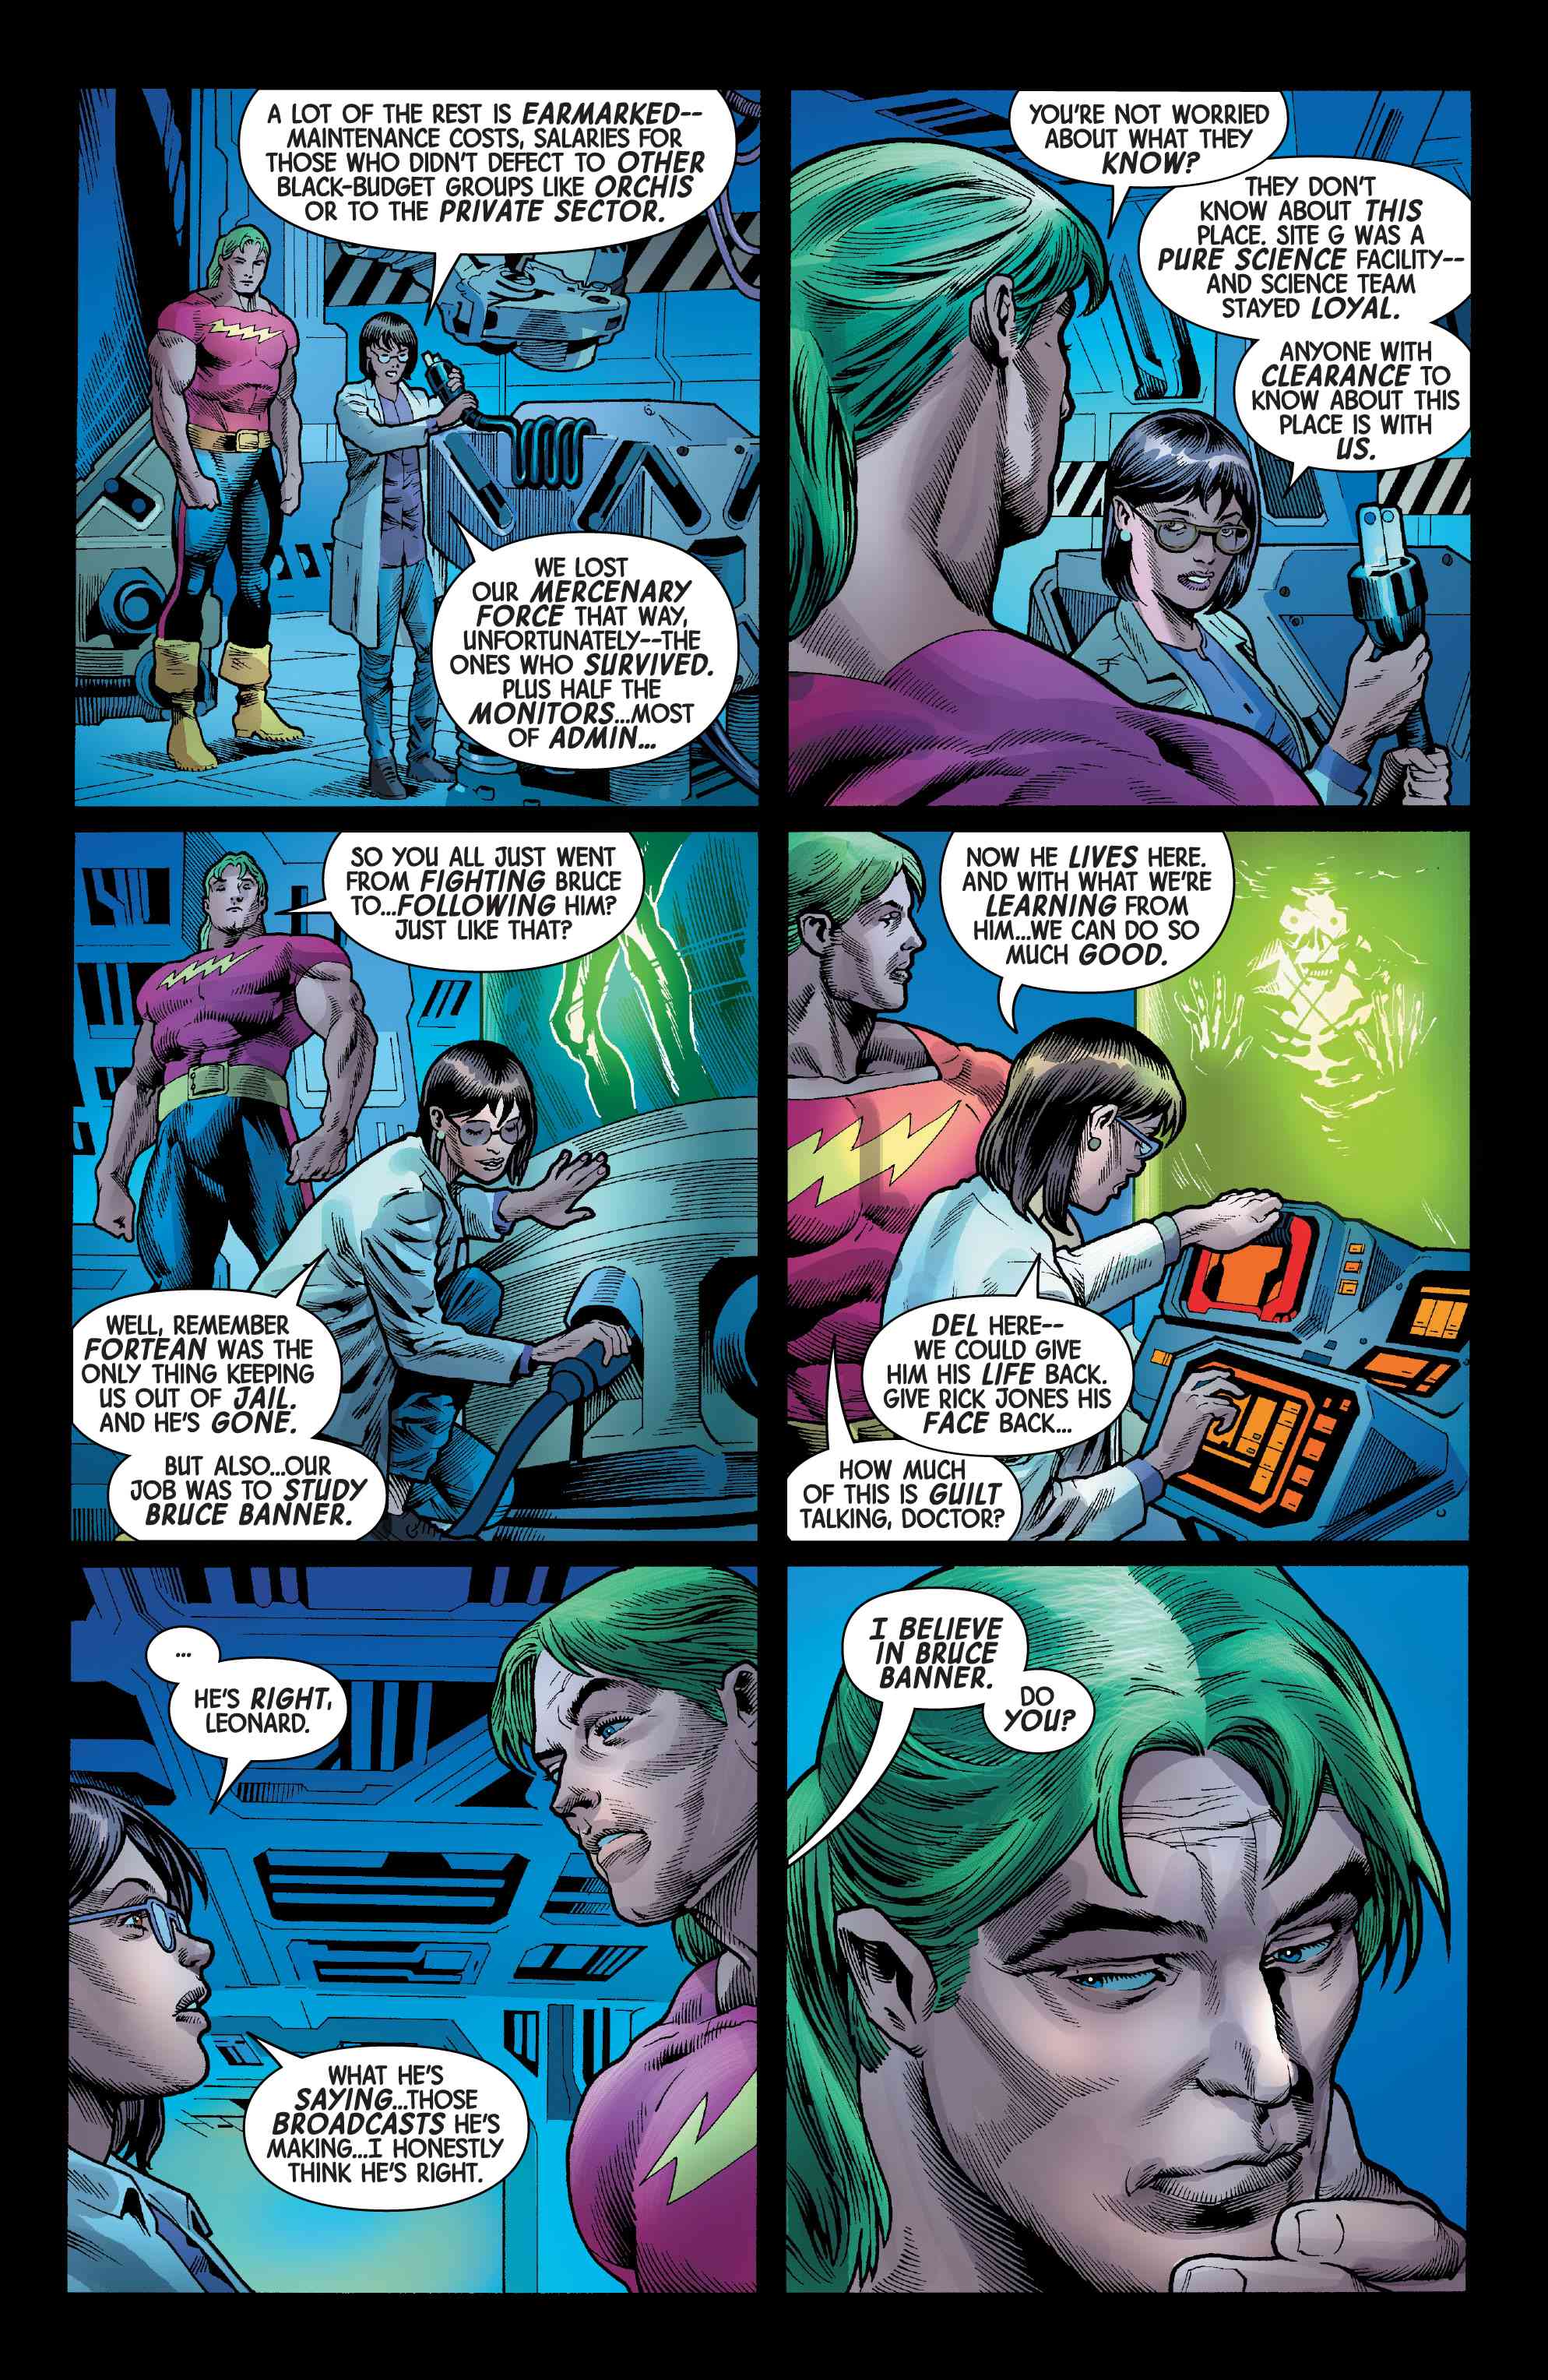 A LOT OF THE REST IS EARMARKED--
MAINTENANCE COSTS, SALARIES FOR
THOSE WHO DIDN'T DEFECT TO OTHER
BLACK-BUDGET GROUPS LIKE ORCHIS
OR TO THE PRIVATE SECTOR.
WE LOST
OUR MERCENARY
FORCE THAT WAY,
UNFORTUNATELY--THE
ONES WHO SURVIVED.
PLUS HALF THE
MONITORS...MOST
OF ADMIN...
YOU'RE NOT WORRIED
ABOUT WHAT THEY
KNOW?
THEY DON'T
KNOW ABOUT THIS
PLACE. SITE G WAS A
PURE SCIENCE FACILITY--
AND SCIENCE TEAM
STAYED LOYAL.
ANYONE WITH
CLEARANCE TO
KNOW ABOUT THIS
PLACE IS WITH
US.
SO YOU ALL JUST WENT
FROM FIGHTING BRUCE
TO...FOLLOWING HIM?
JUST LIKE THAT?
WELL, REMEMBER
FORTEAN WAS THE
ONLY THING KEEPING
US OUT OF JAIL.
AND HE'S GONE.
BUT ALSO...OUR
JOB WAS TO STUDY
BRUCE BANNER.
NOW HE LIVES HERE.
AND WITH WHAT WE'RE
LEARNING FROM
HIM...WE CAN DO SO
MUCH GOOD.
DEL HERE--
WE COULD GIVE
HIM HIS LIFE BACK.
GIVE RICK JONES HIS
FACE BACK...
HOW MUCH
OF THIS IS GUILT
TALKING, DOCTOR?
...
HE'S RIGHT,
LEONARD.
WHAT HE'S
SAYING...THOSE
BROADCASTS HE'S
MAKING...I HONESTLY
THINK HE'S RIGHT.
I BELIEVE
IN BRUCE
BANNER.
DO
YOU?